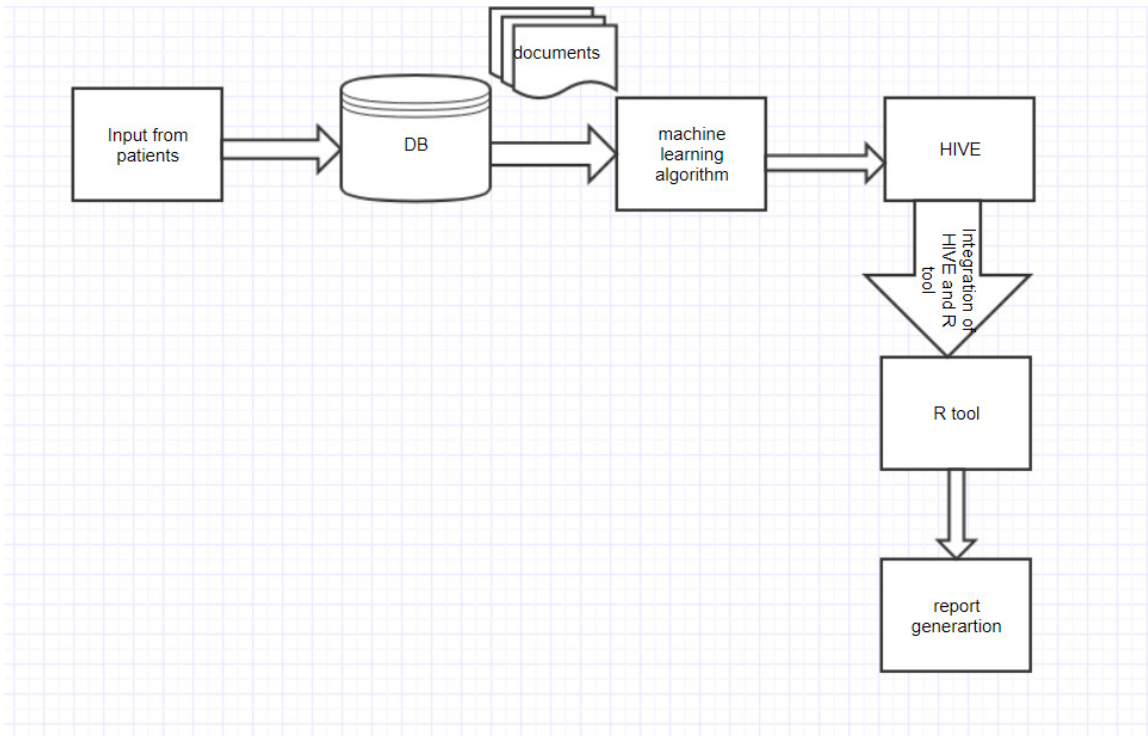 documents
Input from
patients
DB
machine
learning
algorithm
HIVE
Integration of
HIVE and R
tool
R tool
report
generartion